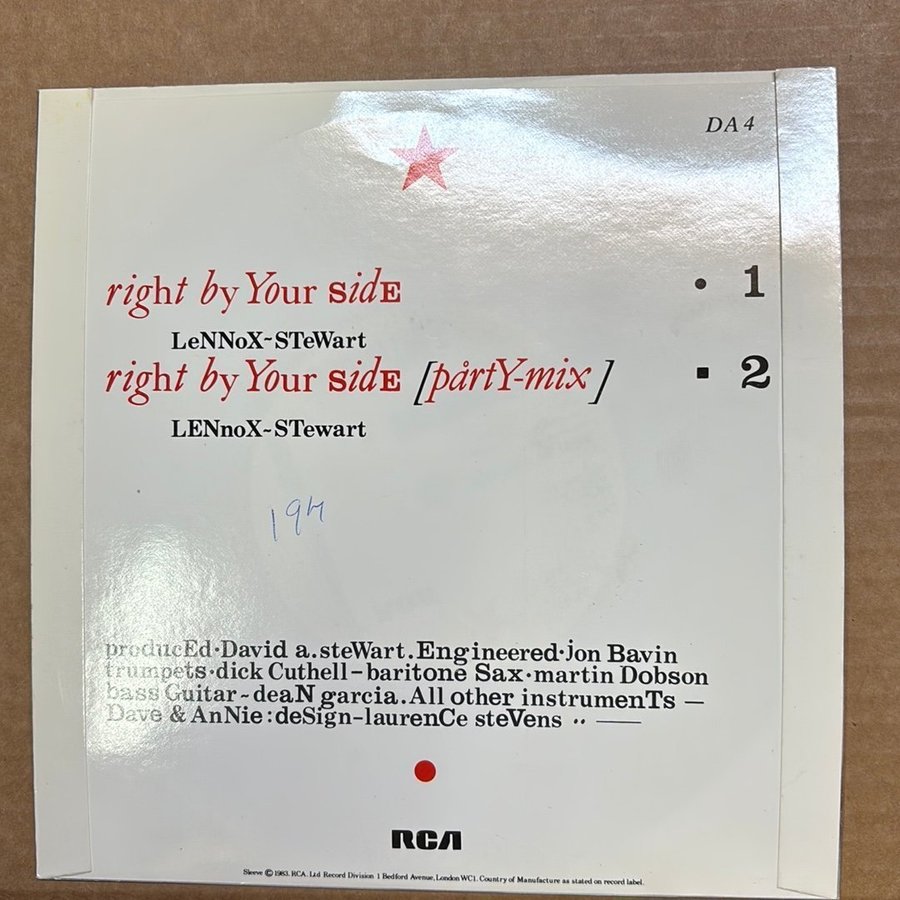 DA4
right by Your sidE • 1
LeNNoX~STeWart
right by Your sidE [pårtY-mix] ▪ 2
LENnoX~STewart
producEd·David a.steWart.Engineered·Jon Bavin
trumpets·dick Cuthell-baritone Sax·martin Dobson
bass Guitar~deaN garcia.All other instrumenTs —
Dave & AnNie:deSign-laurenCe steVens ·· —
RCA
Sleeve © 1983. RCA. Ltd Record Division 1 Bedford Avenue, London WC1. Country of Manufacture as stated on record label.